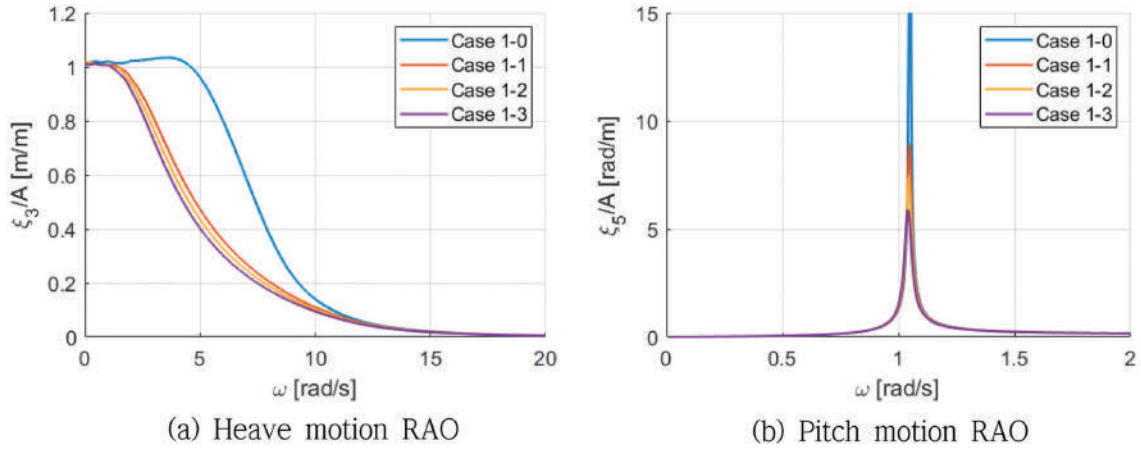 1.2
1
0.8
0.6
0.4
0.2
0
ξ₃/A [m/m]
0 5 10 15 20
ω [rad/s]
Case 1-0
Case 1-1
Case 1-2
Case 1-3
(a) Heave motion RAO
15
10
5
0
ξ₅/A [rad/m]
0 0.5 1 1.5 2
ω [rad/s]
Case 1-0
Case 1-1
Case 1-2
Case 1-3
(b) Pitch motion RAO